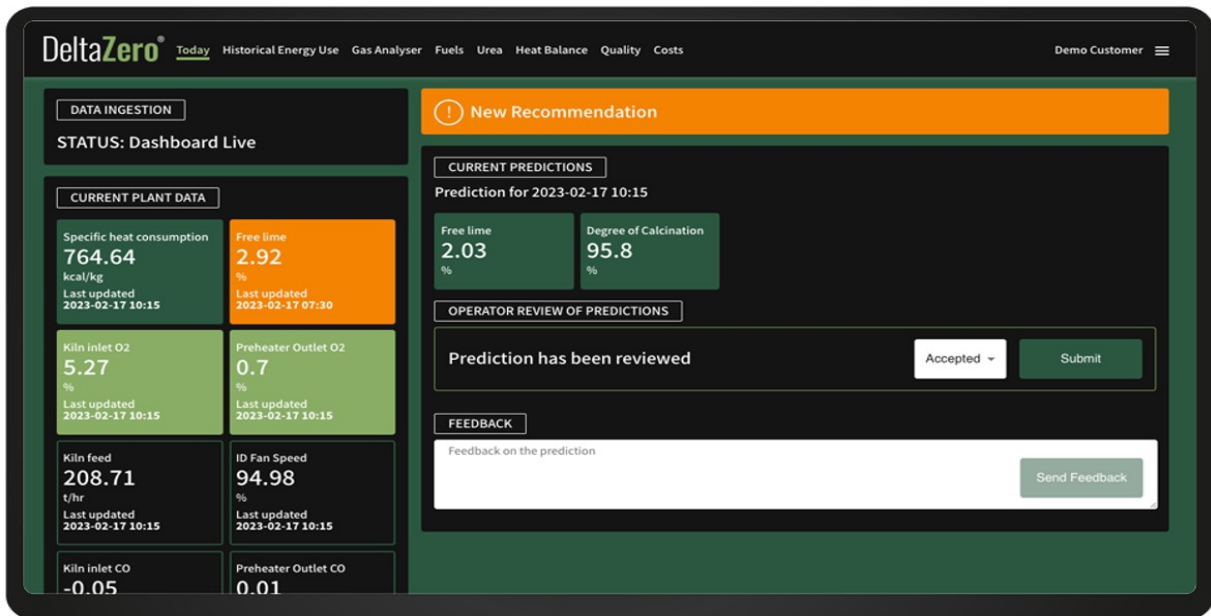 DeltaZero®
Today Historical Energy Use Gas Analyser Fuels Urea Heat Balance Quality Costs
Demo Customer
DATA INGESTION
STATUS: Dashboard Live
CURRENT PLANT DATA
Specific heat consumption
764.64
kcal/kg
Last updated
2023-02-17 10:15
Free lime
2.92
%
Last updated
2023-02-17 07:30
Kiln inlet O2
5.27
%
Last updated
2023-02-17 10:15
Preheater Outlet O2
0.7
%
Last updated
2023-02-17 10:15
Kiln feed
208.71
t/hr
Last updated
2023-02-17 10:15
ID Fan Speed
94.98
%
Last updated
2023-02-17 10:15
Kiln inlet CO
-0.05
Preheater Outlet CO
0.01
! New Recommendation
CURRENT PREDICTIONS
Prediction for 2023-02-17 10:15
Free lime
2.03
%
Degree of Calcination
95.8
%
OPERATOR REVIEW OF PREDICTIONS
Prediction has been reviewed
Accepted
Submit
FEEDBACK
Feedback on the prediction
Send Feedback